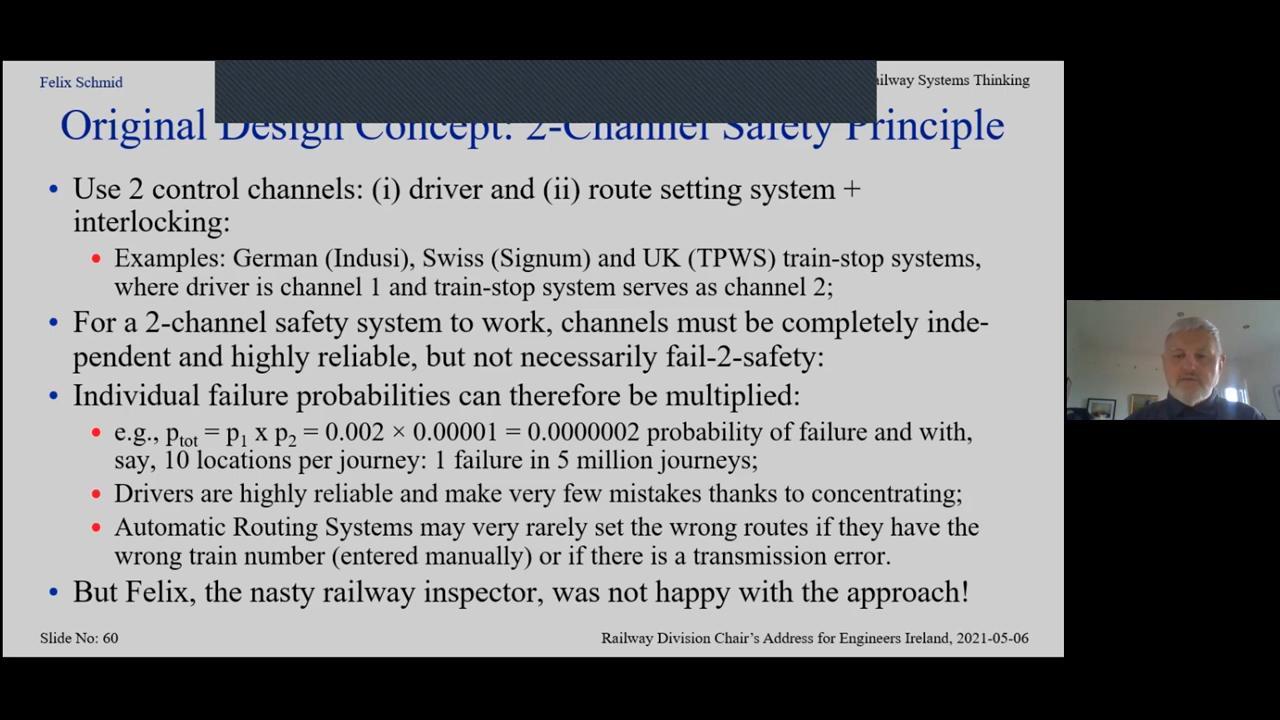 Felix Schmid
Railway Systems Thinking
Original Design Concept: 2-Channel Safety Principle
• Use 2 control channels: (i) driver and (ii) route setting system +
interlocking:
• Examples: German (Indusi), Swiss (Signum) and UK (TPWS) train-stop systems,
where driver is channel 1 and train-stop system serves as channel 2;
• For a 2-channel safety system to work, channels must be completely inde-
pendent and highly reliable, but not necessarily fail-2-safety:
• Individual failure probabilities can therefore be multiplied:
• e.g., ptot = p1 x p2 = 0.002 × 0.00001 = 0.0000002 probability of failure and with,
say, 10 locations per journey: 1 failure in 5 million journeys;
• Drivers are highly reliable and make very few mistakes thanks to concentrating;
• Automatic Routing Systems may very rarely set the wrong routes if they have the
wrong train number (entered manually) or if there is a transmission error.
• But Felix, the nasty railway inspector, was not happy with the approach!
Slide No: 60
Railway Division Chair's Address for Engineers Ireland, 2021-05-06